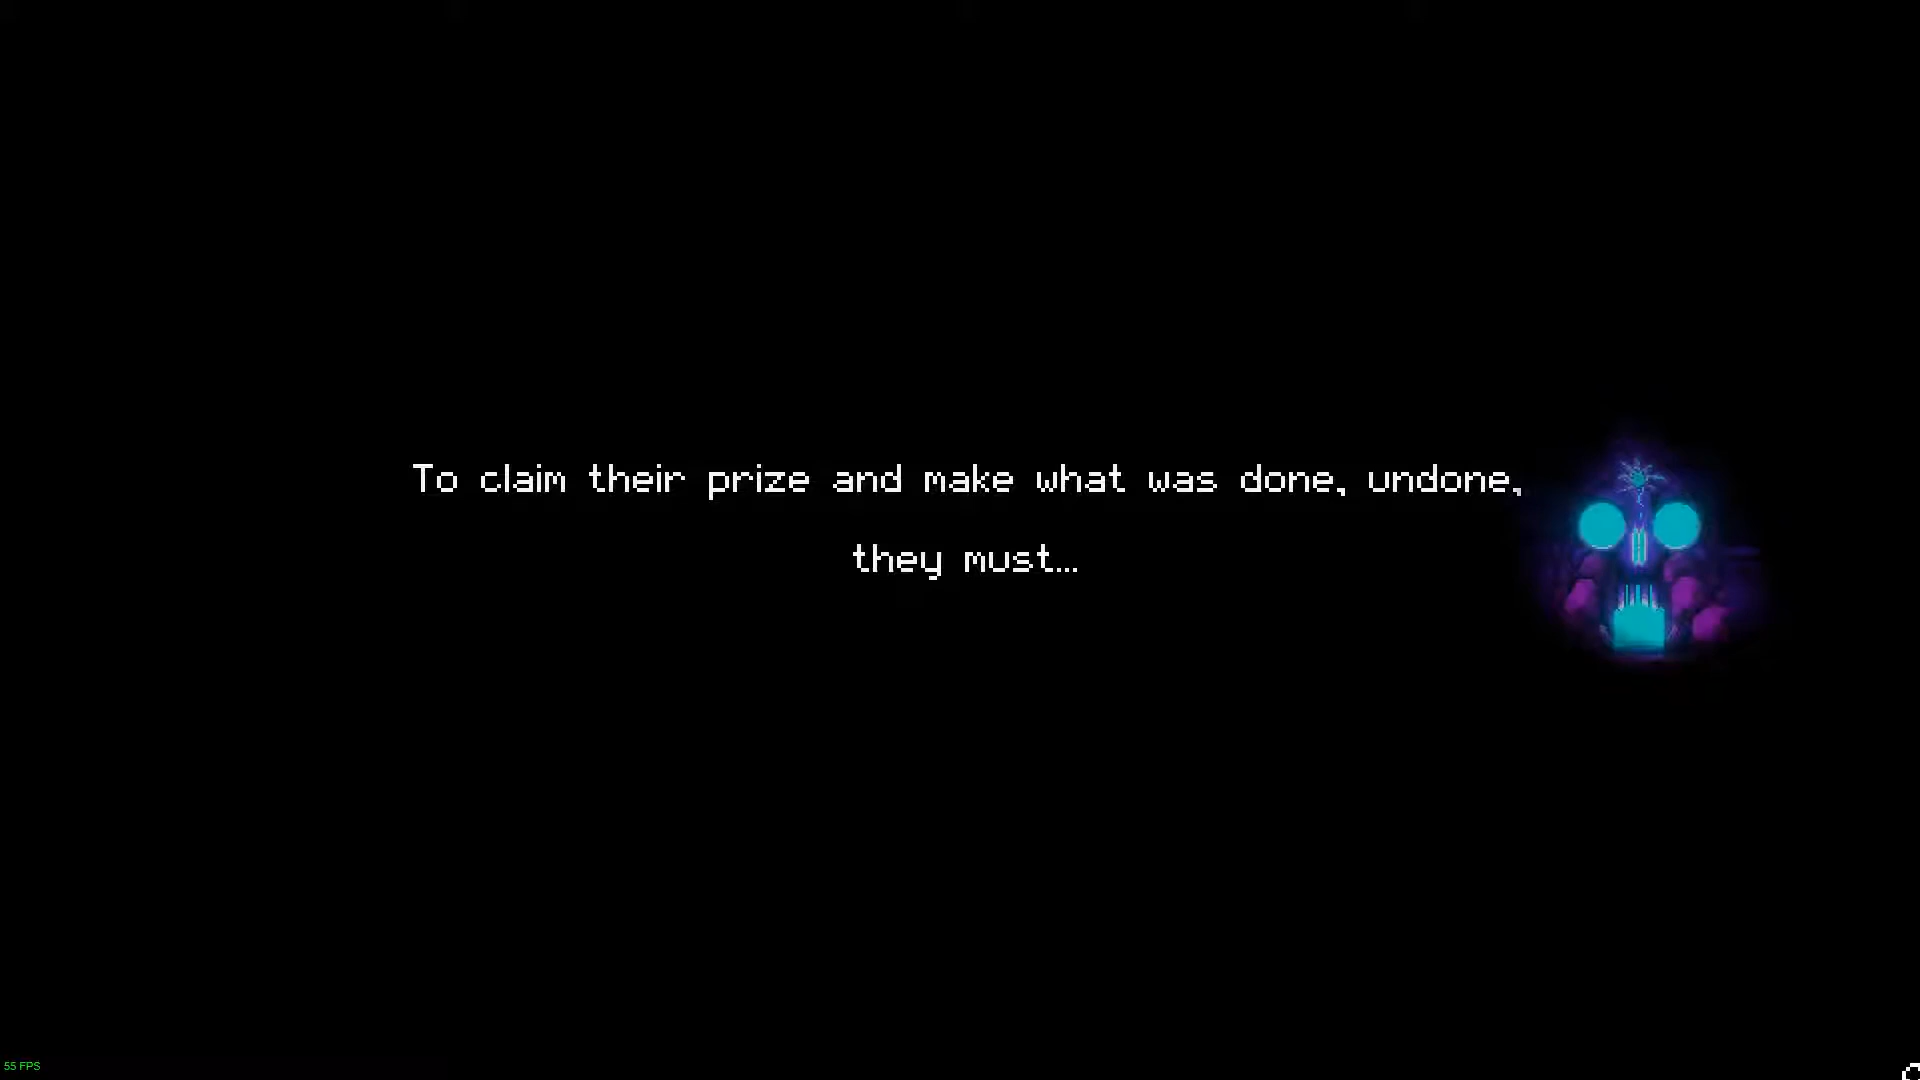 To claim their prize and make what was done, undone,
they must...
55 FPS